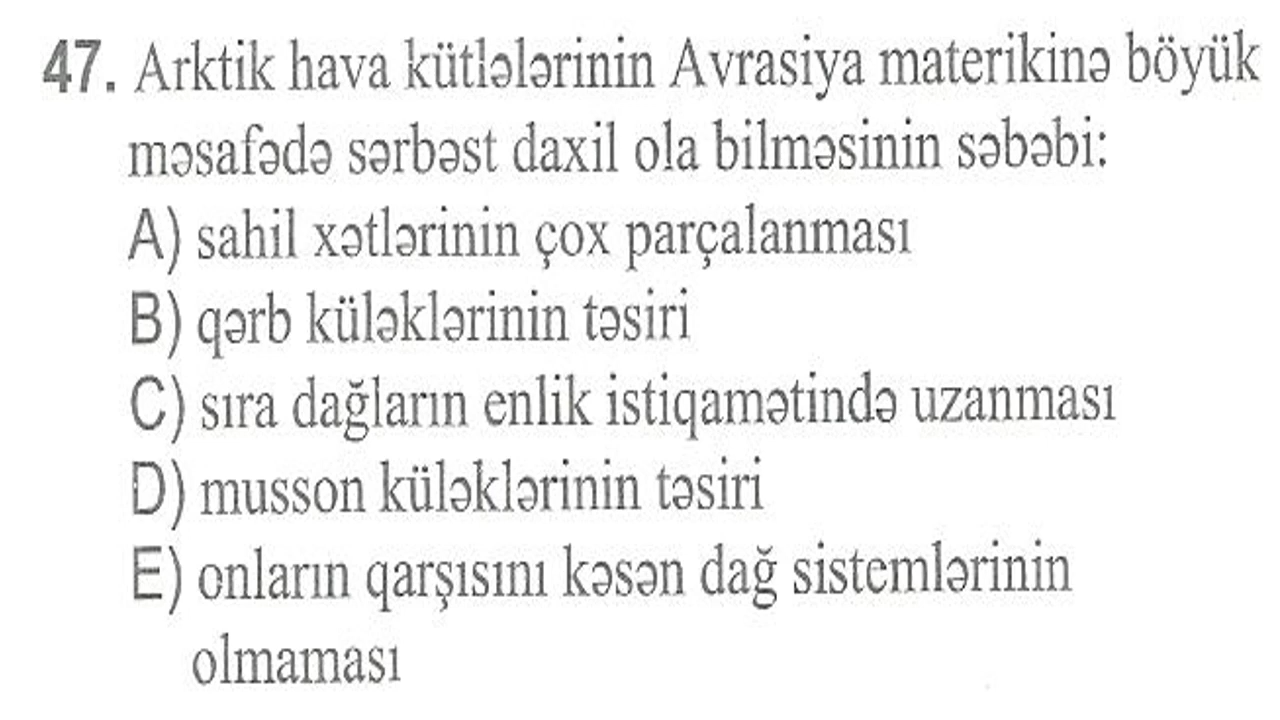 47. Arktik hava kütlələrinin Avrasiya materikinə böyük
məsafədə sərbəst daxil ola bilməsinin səbəbi:
A) sahil xətlərinin çox parçalanması
B) qərb küləklərinin təsiri
C) sıra dağların enlik istiqamətində uzanması
D) musson küləklərinin təsiri
E) onların qarşısını kəsən dağ sistemlərinin
olmaması